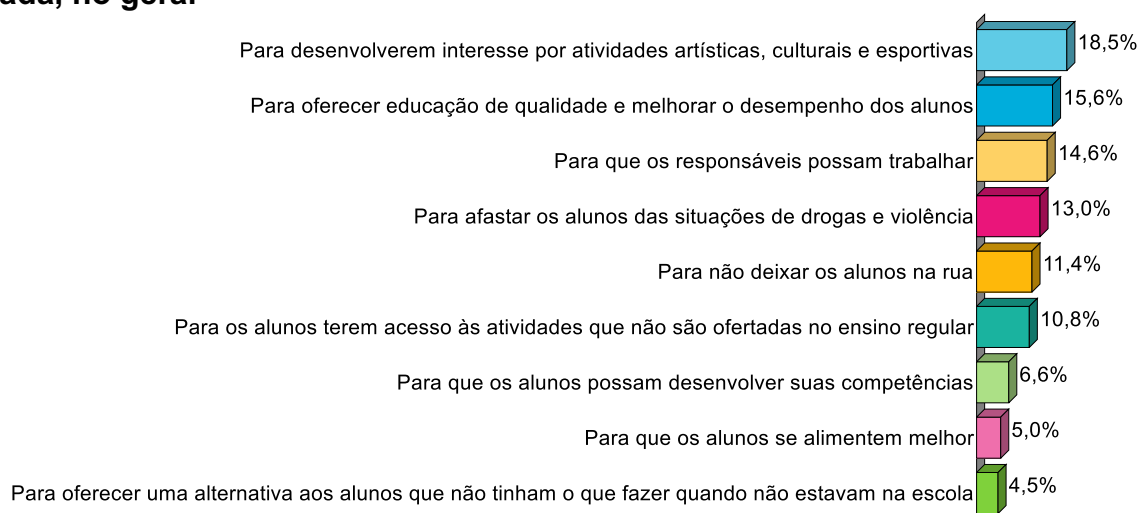 no geral
Para desenvolverem interesse por atividades artísticas, culturais e esportivas 18,5%
Para oferecer educação de qualidade e melhorar o desempenho dos alunos 15,6%
Para que os responsáveis possam trabalhar 14,6%
Para afastar os alunos das situações de drogas e violência 13,0%
Para não deixar os alunos na rua 11,4%
Para os alunos terem acesso às atividades que não são ofertadas no ensino regular 10,8%
Para que os alunos possam desenvolver suas competências 6,6%
Para que os alunos se alimentem melhor 5,0%
Para oferecer uma alternativa aos alunos que não tinham o que fazer quando não estavam na escola 4,5%